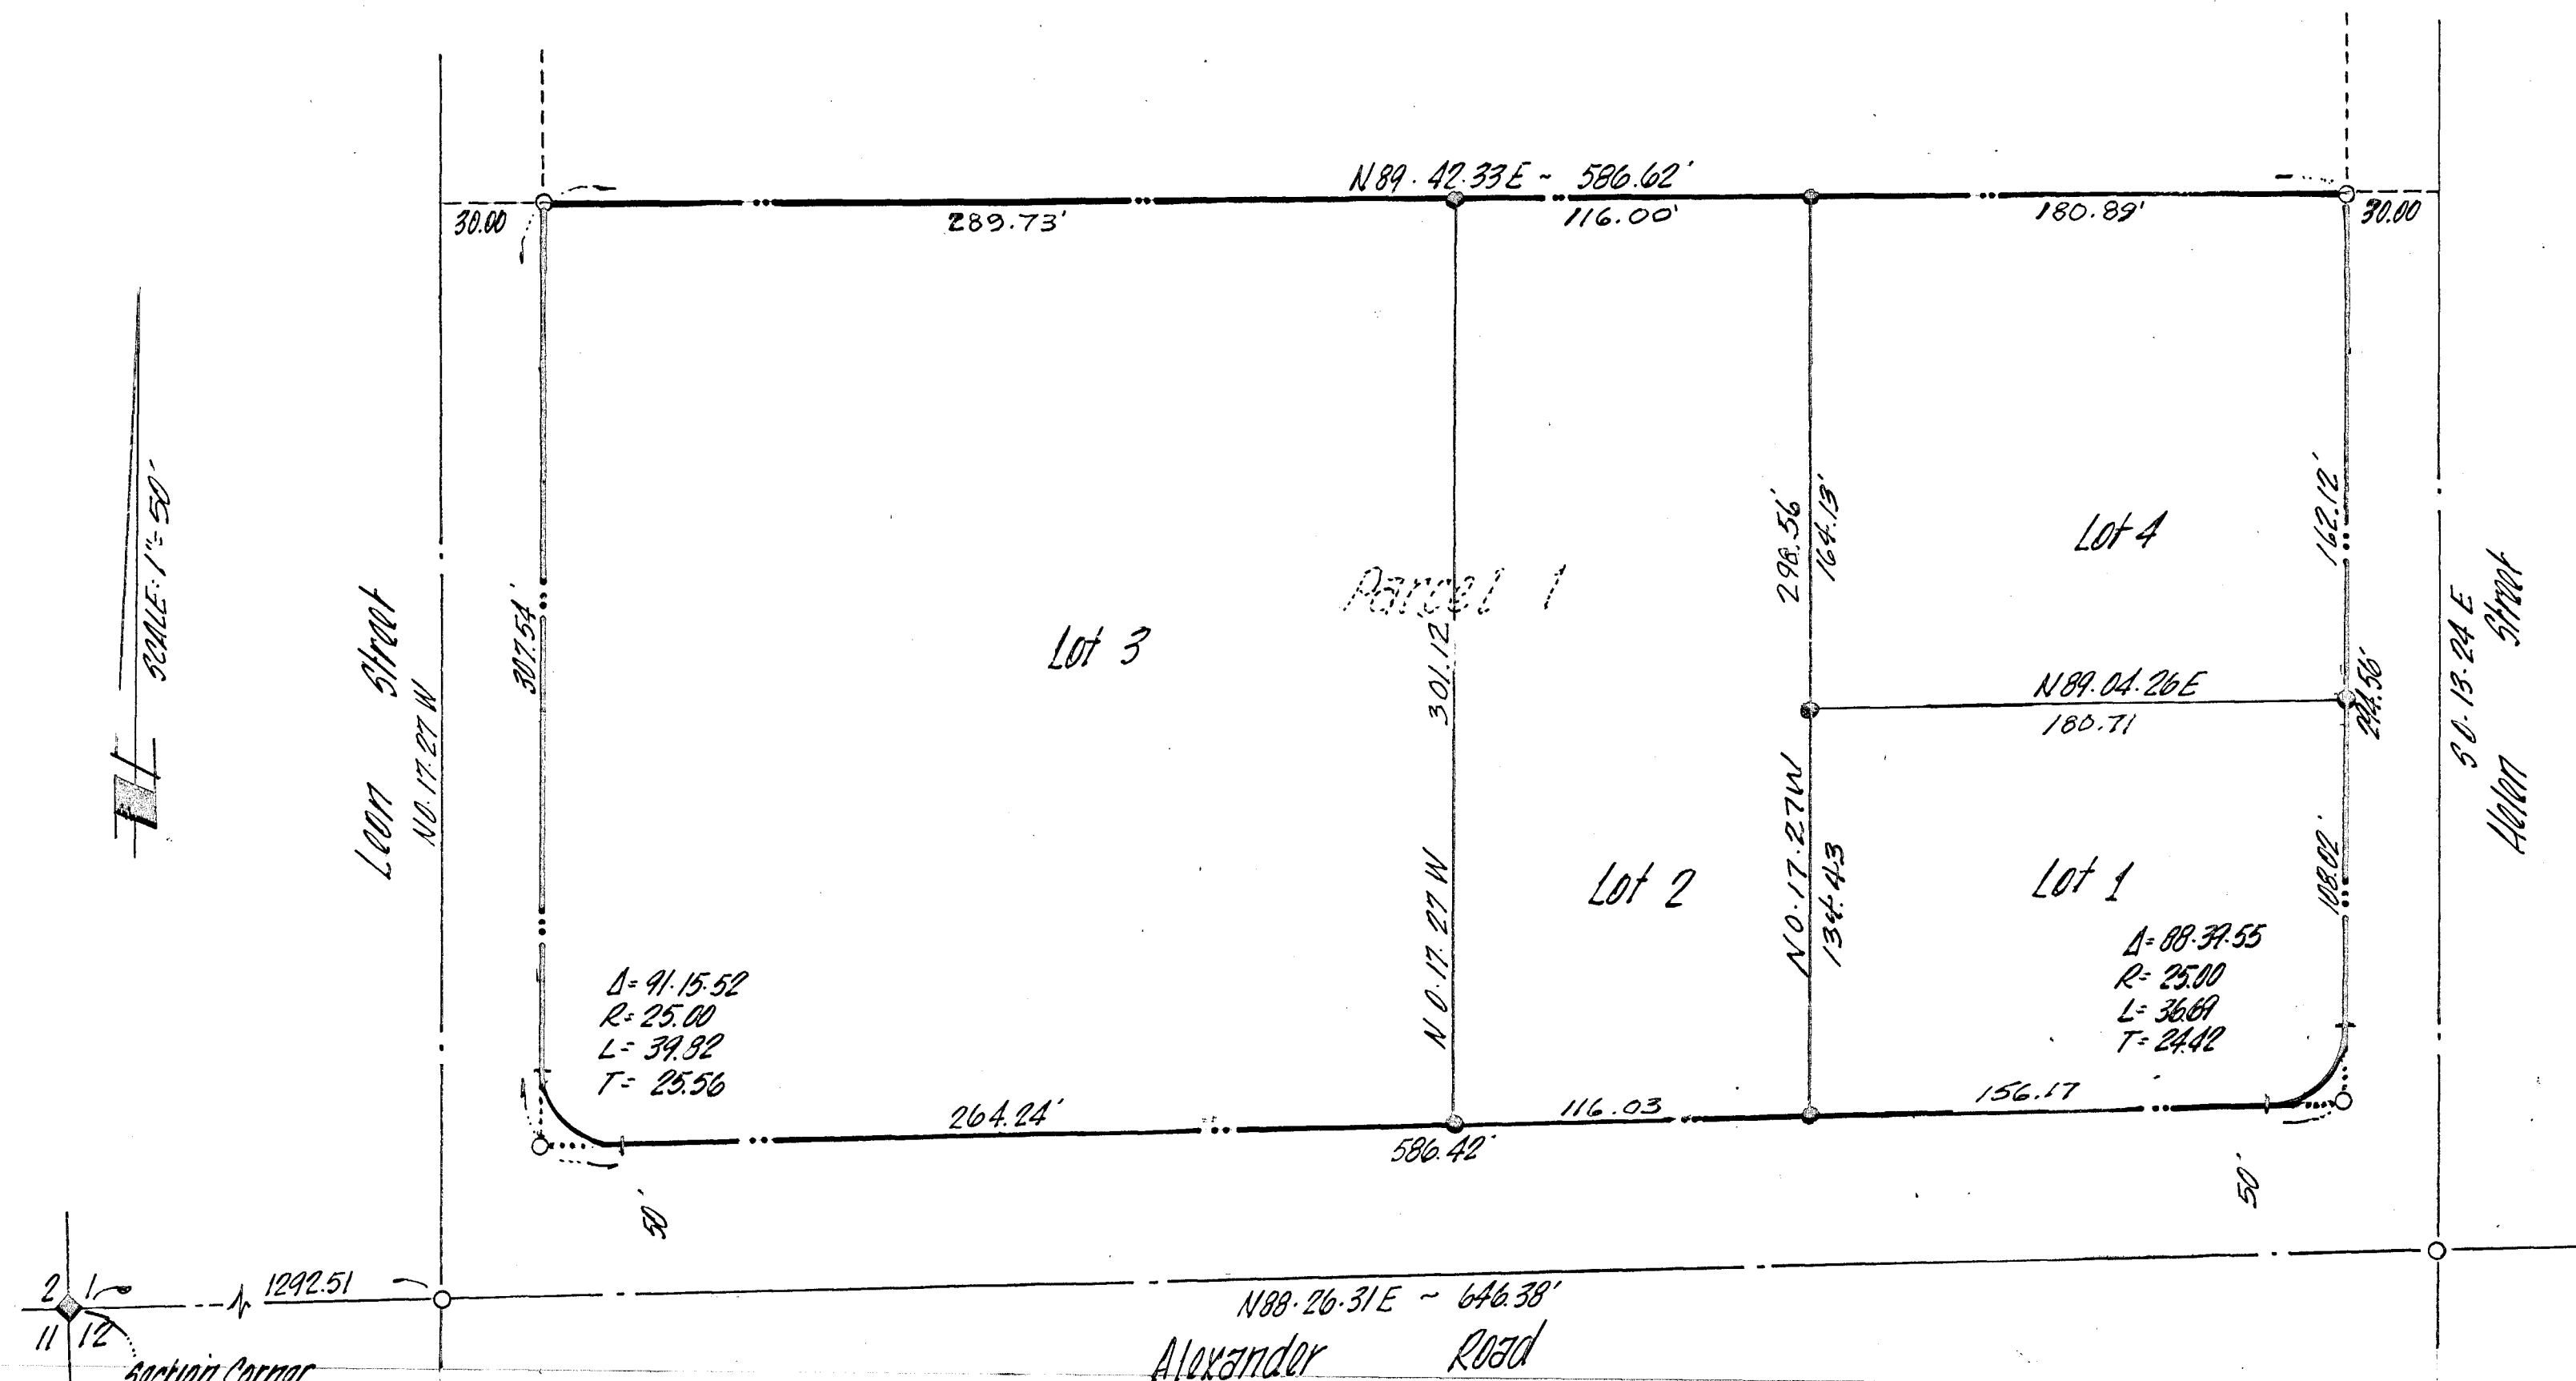 N89·42·33E ~ 586.62'
30.00
289.73'
116.00'
180.89'
30.00
SCALE: 1"=50'
Leon Street
N0·17·27 W
307.54'
Lot 3
Parcel 1
301.12
N 0·17·27 W
Lot 2
298.56'
164.13'
N0·17·27W
134.43
Lot 4
162.12'
N89.04.26E
180.71
294.56'
Lot 1
108.02'
S 0·13·24 E
Helen Street
Δ= 91·15·52
R= 25.00
L= 39.82
T= 25.56
Δ= 88·39·55
R= 25.00
L= 36.69
T= 24.42
264.24'
116.03
156.17
586.42'
50'
50'
2 1
11 12
1292.51
N88·26·31E ~ 646.38'
Alexander Road
Section Corner